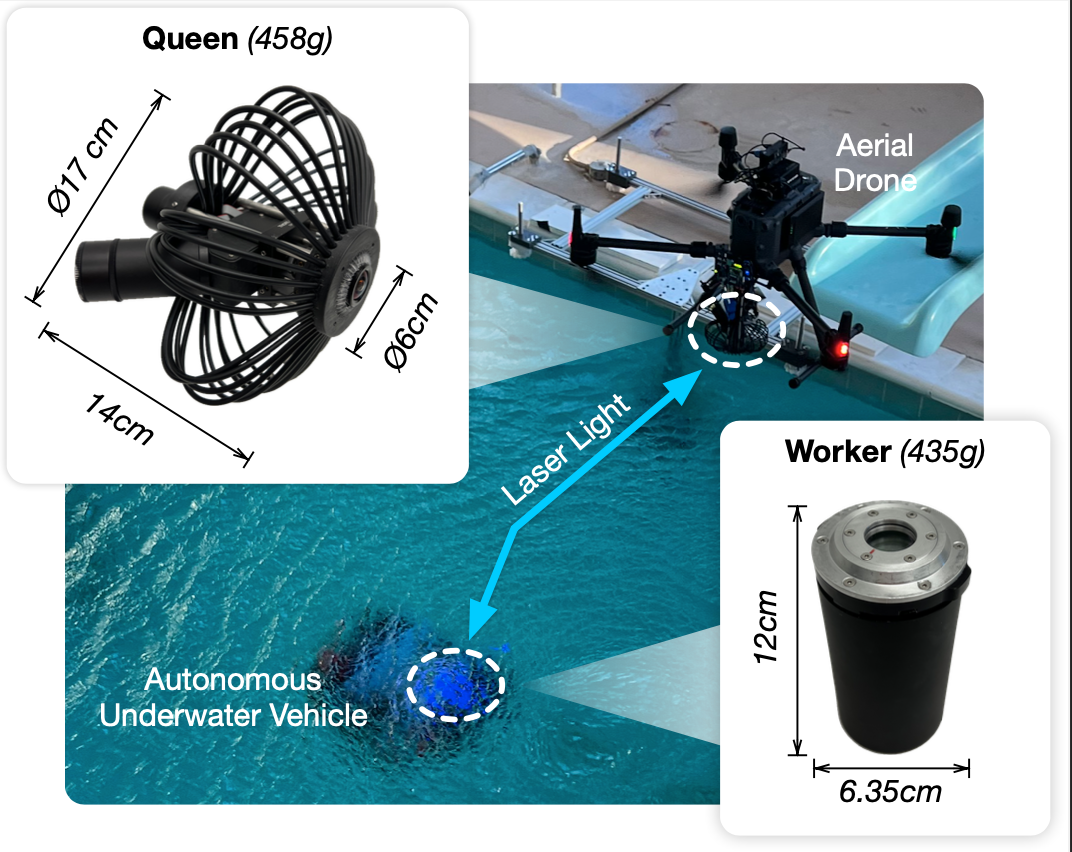 Queen (458g)
Ø17 cm
Ø6cm
14cm
Aerial
Drone
Laser Light
Autonomous
Underwater Vehicle
Worker (435g)
12cm
6.35cm